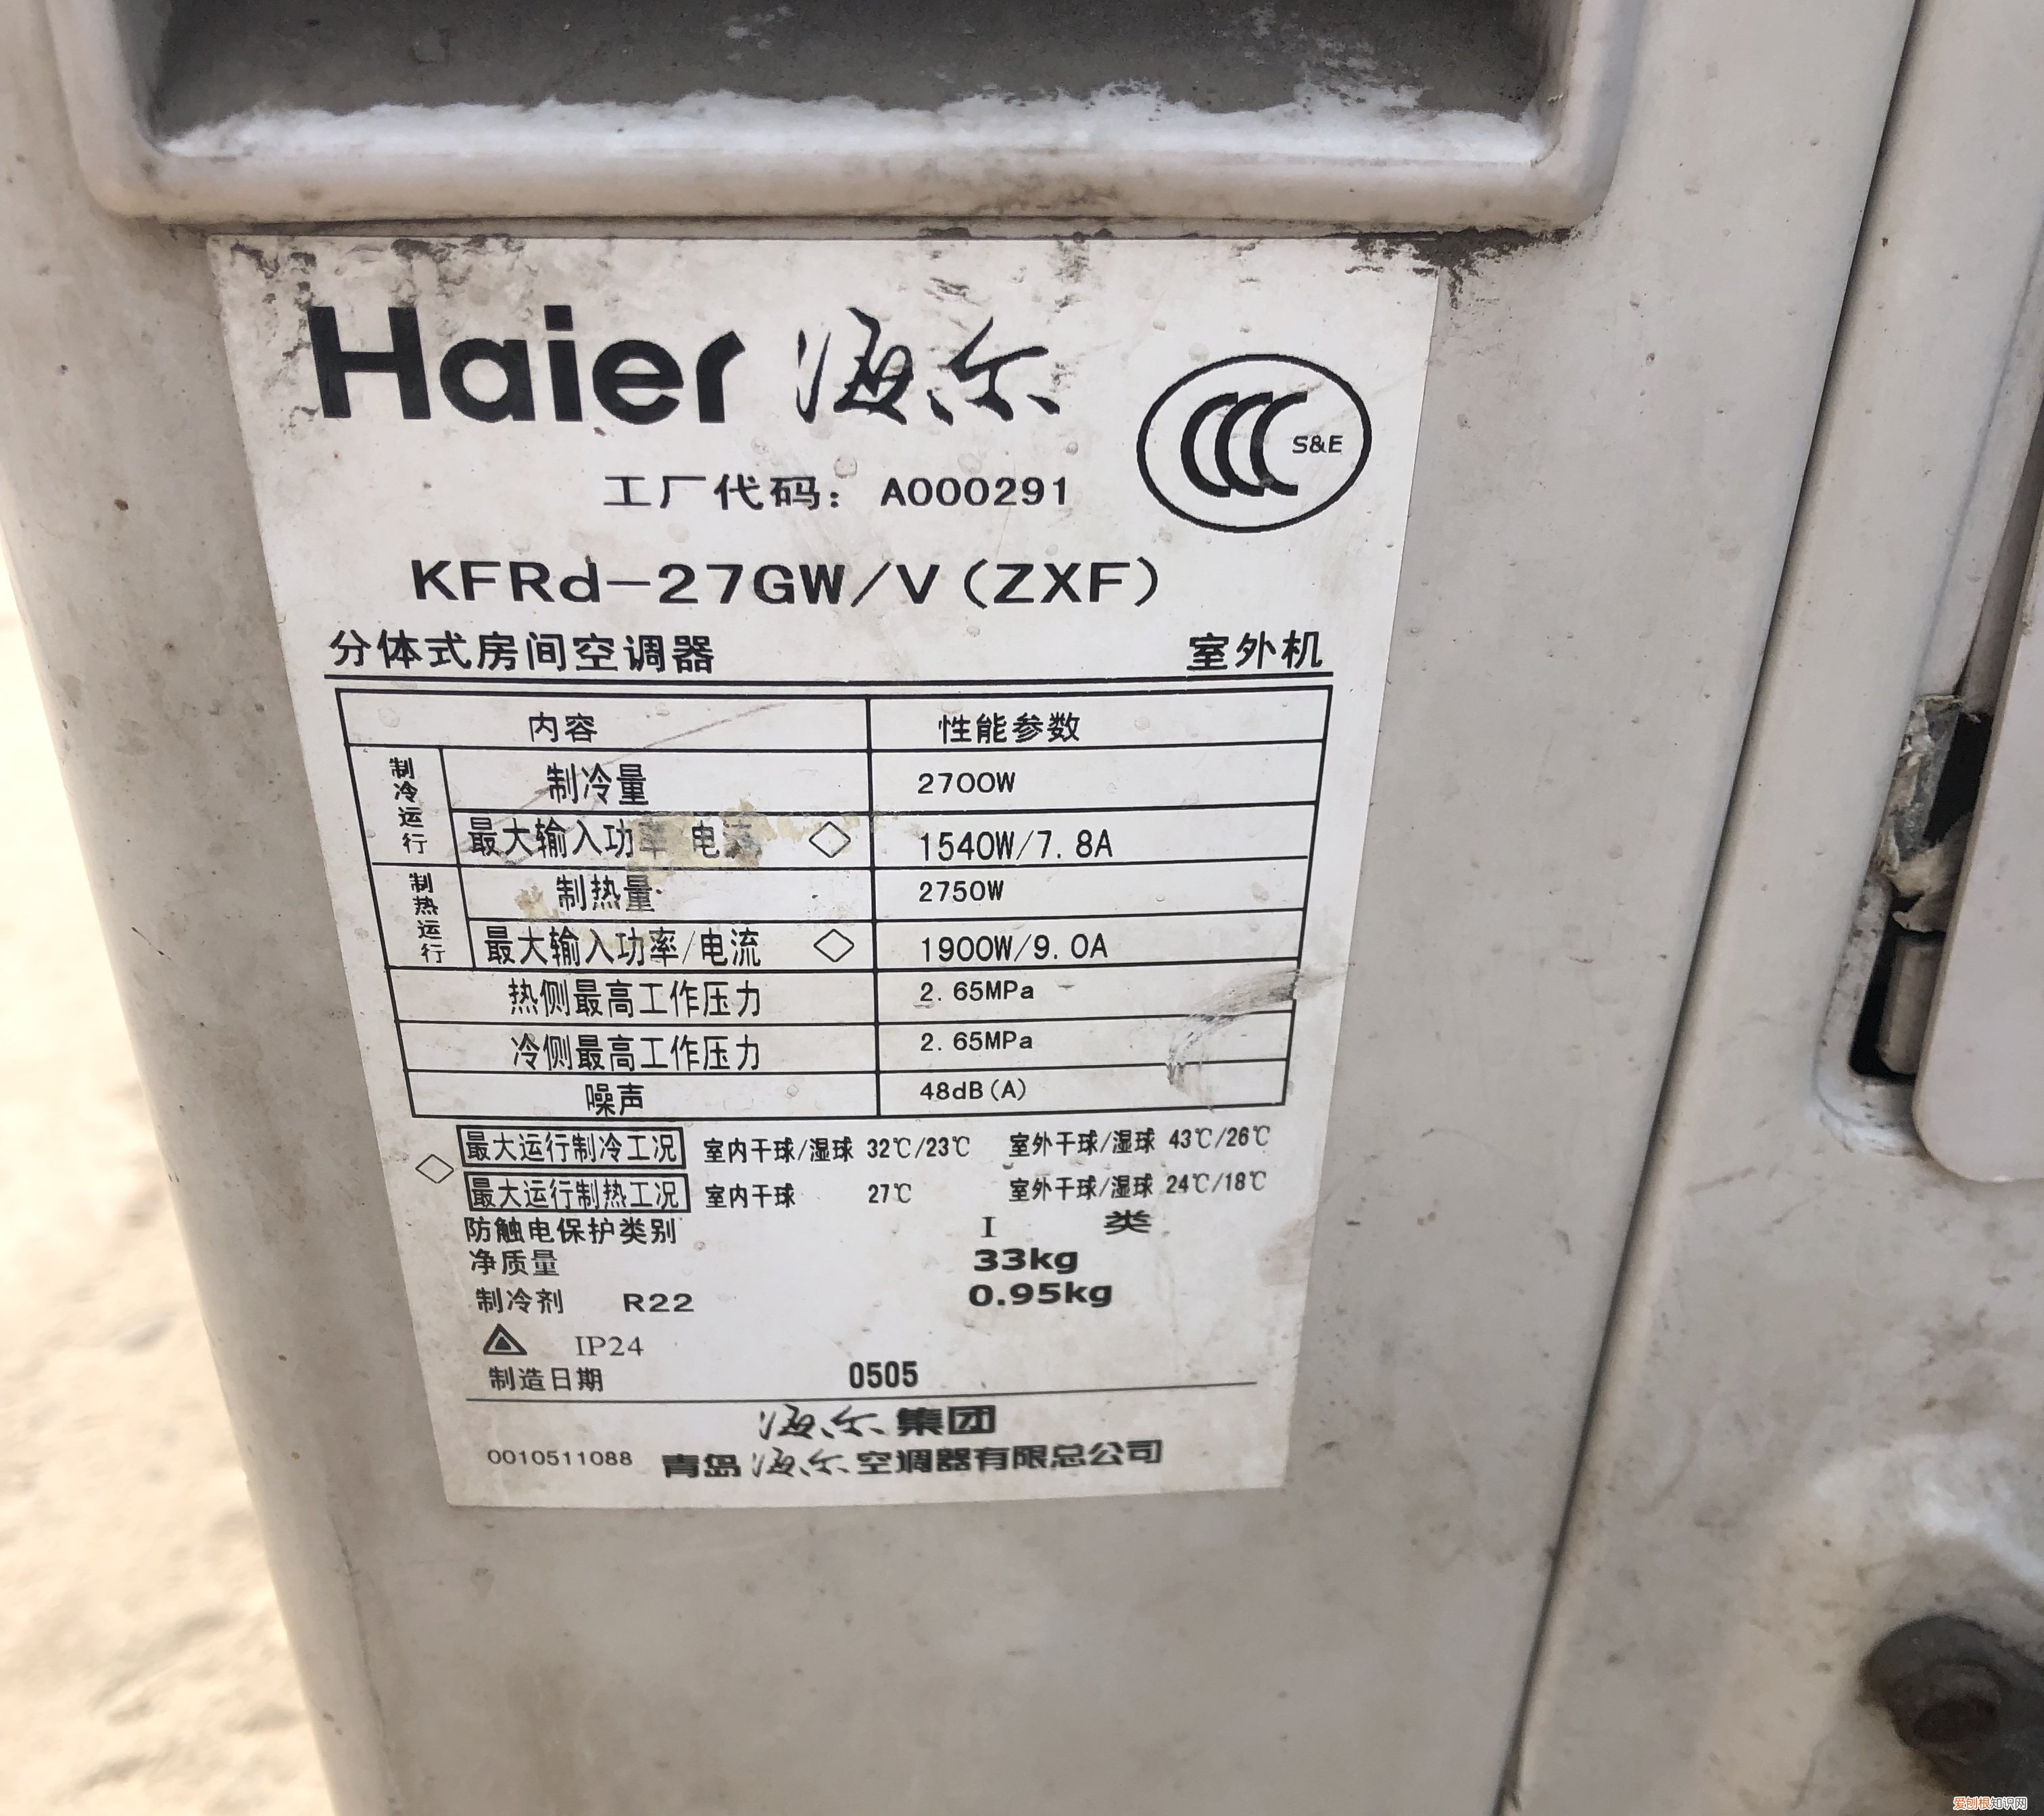 Haier 海尔
CCC S&E
工厂代码：A000291
KFRd-27GW/V(ZXF)
分体式房间空调器 室外机
内容 性能参数
制冷运行
制冷量 2700W
最大输入功率 电流 ◇ 1540W/7.8A
制热运行
制热量 2750W
最大输入功率/电流 ◇ 1900W/9.0A
热侧最高工作压力 2.65MPa
冷侧最高工作压力 2.65MPa
噪声 48dB(A)
◇ 最大运行制冷工况 室内干球/湿球 32℃/23℃ 室外干球/湿球 43℃/26℃
最大运行制热工况 室内干球 27℃ 室外干球/湿球 24℃/18℃
防触电保护类别 I 类
净质量 33kg
制冷剂 R22 0.95kg
IP24
制造日期 0505
海尔集团
0010511088 青岛海尔空调器有限总公司
爱刨根知识网